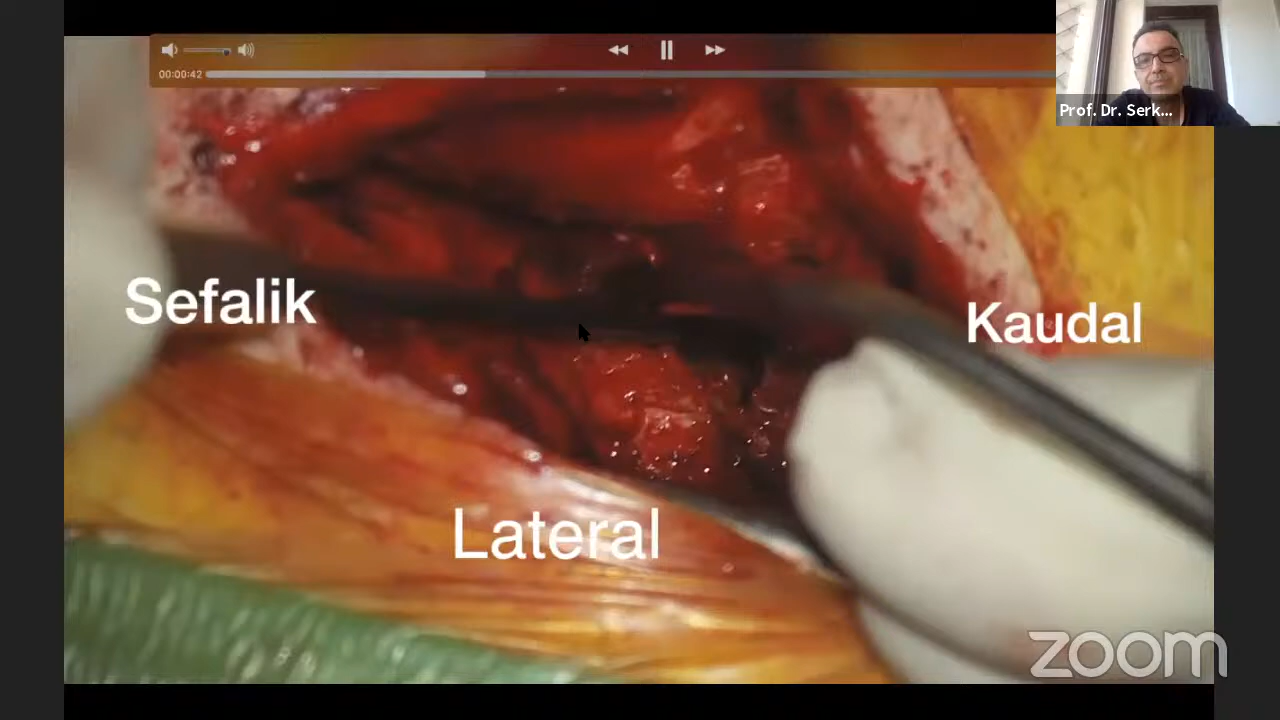 00:00:42
Prof. Dr. Serk...
Sefalik
Kaudal
Lateral
zoom